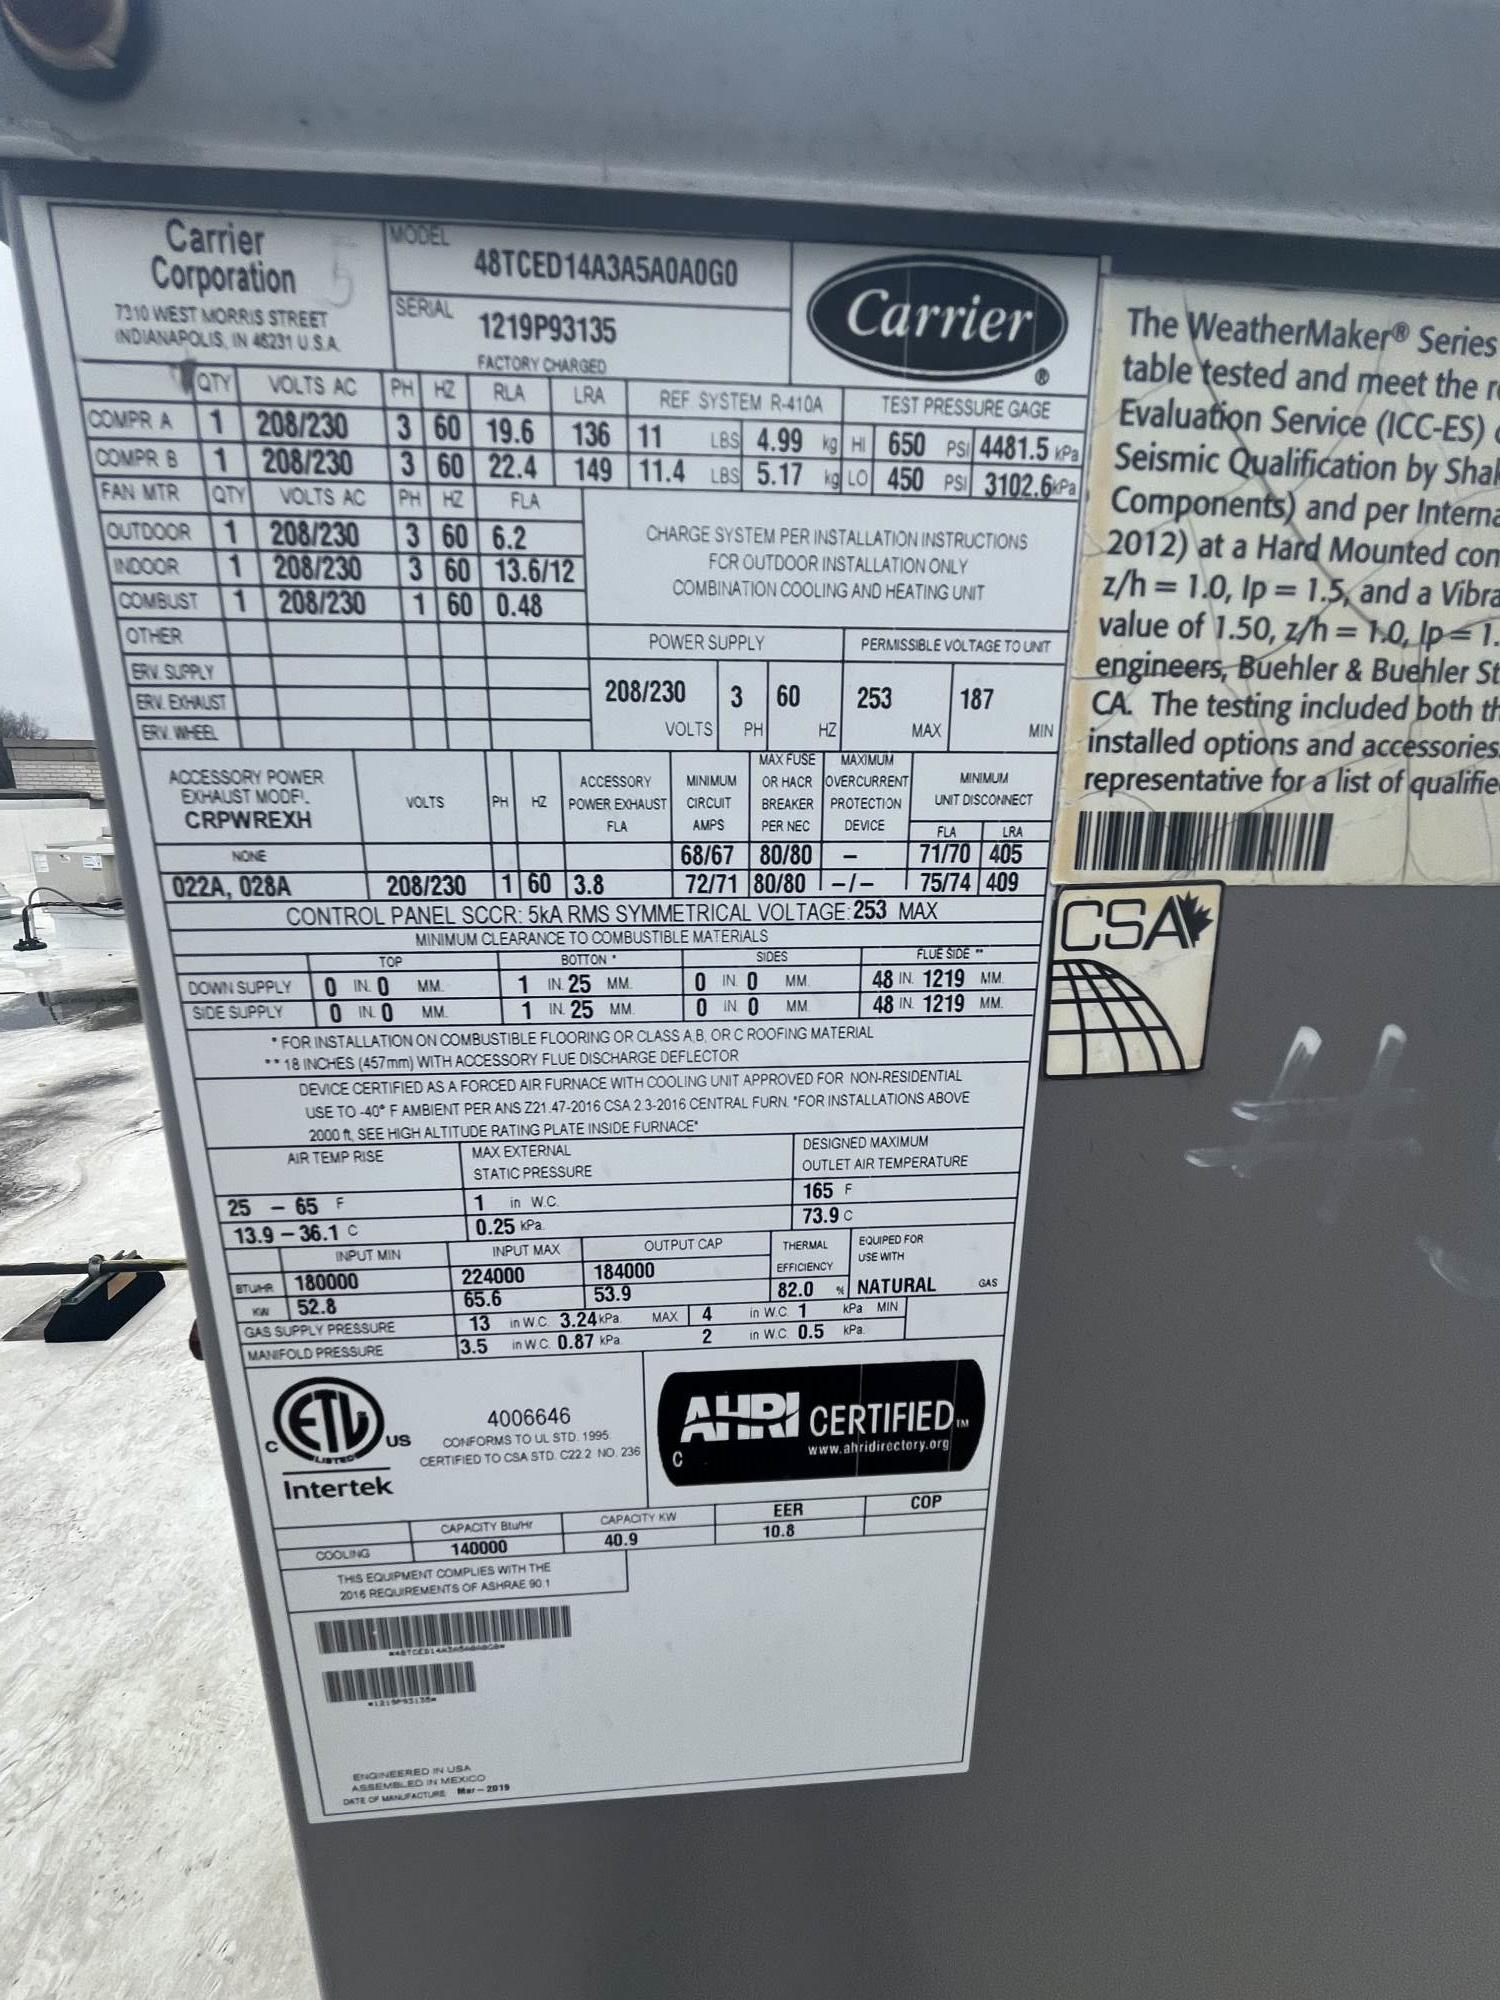 Carrier
Corporation
7310 WEST MORRIS STREET
INDIANAPOLIS, IN 46231 U.S.A.
5
MODEL 48TCED14A3A5A0A0G0
SERIAL 1219P93135
FACTORY CHARGED
Carrier ®
QTY VOLTS AC PH HZ RLA LRA REF. SYSTEM R-410A TEST PRESSURE GAGE
COMPR A 1 208/230 3 60 19.6 136 11 LBS 4.99 kg HI 650 PSI 4481.5 kPa
COMPR B 1 208/230 3 60 22.4 149 11.4 LBS 5.17 kg LO 450 PSI 3102.6 kPa
FAN MTR QTY VOLTS AC PH HZ FLA
OUTDOOR 1 208/230 3 60 6.2
INDOOR 1 208/230 3 60 13.6/12
COMBUST 1 208/230 1 60 0.48
OTHER
ERV. SUPPLY
ERV. EXHAUST
ERV. WHEEL
CHARGE SYSTEM PER INSTALLATION INSTRUCTIONS
FOR OUTDOOR INSTALLATION ONLY
COMBINATION COOLING AND HEATING UNIT
POWER SUPPLY PERMISSIBLE VOLTAGE TO UNIT
208/230 3 60 253 187
VOLTS PH HZ MAX MIN
ACCESSORY POWER
EXHAUST MODEL
CRPWREXH
VOLTS PH HZ
ACCESSORY
POWER EXHAUST
FLA
MINIMUM
CIRCUIT
AMPS
MAX FUSE
OR HACR
BREAKER
PER NEC
MAXIMUM
OVERCURRENT
PROTECTION
DEVICE
MINIMUM
UNIT DISCONNECT
FLA LRA
NONE 68/67 80/80 – 71/70 405
022A, 028A 208/230 1 60 3.8 72/71 80/80 –/– 75/74 409
CONTROL PANEL SCCR: 5kA RMS SYMMETRICAL VOLTAGE: 253 MAX
MINIMUM CLEARANCE TO COMBUSTIBLE MATERIALS
TOP BOTTON * SIDES FLUE SIDE **
DOWN SUPPLY 0 IN. 0 MM. 1 IN. 25 MM. 0 IN. 0 MM. 48 IN. 1219 MM.
SIDE SUPPLY 0 IN. 0 MM. 1 IN. 25 MM. 0 IN. 0 MM. 48 IN. 1219 MM.
* FOR INSTALLATION ON COMBUSTIBLE FLOORING OR CLASS A,B, OR C ROOFING MATERIAL
** 18 INCHES (457mm) WITH ACCESSORY FLUE DISCHARGE DEFLECTOR
DEVICE CERTIFIED AS A FORCED AIR FURNACE WITH COOLING UNIT APPROVED FOR NON-RESIDENTIAL
USE TO -40° F AMBIENT PER ANS Z21.47-2016 CSA 2.3-2016 CENTRAL FURN. "FOR INSTALLATIONS ABOVE
2000 ft, SEE HIGH ALTITUDE RATING PLATE INSIDE FURNACE"
AIR TEMP RISE
25 – 65 F
13.9 – 36.1 C
MAX EXTERNAL
STATIC PRESSURE
1 in W.C.
0.25 kPa.
DESIGNED MAXIMUM
OUTLET AIR TEMPERATURE
165 F
73.9 C
INPUT MIN INPUT MAX OUTPUT CAP THERMAL EFFICIENCY EQUIPED FOR USE WITH
BTU/HR 180000 224000 184000 82.0 % NATURAL GAS
KW 52.8 65.6 53.9
GAS SUPPLY PRESSURE 13 in W.C. 3.24 kPa. MAX 4 in W.C. 1 kPa MIN
MANIFOLD PRESSURE 3.5 in W.C. 0.87 kPa. 2 in W.C. 0.5 kPa.
C ETL LISTED US
Intertek
4006646
CONFORMS TO UL STD. 1995.
CERTIFIED TO CSA STD. C22.2 NO. 236
AHRI CERTIFIED™
www.ahridirectory.org
C
CAPACITY Btu/Hr CAPACITY KW EER COP
COOLING 140000 40.9 10.8
THIS EQUIPMENT COMPLIES WITH THE
2016 REQUIREMENTS OF ASHRAE 90.1
*48TCED14A3A5A0A0G0*
*1219P93135*
ENGINEERED IN USA
ASSEMBLED IN MEXICO
DATE OF MANUFACTURE Mar-2019
The WeatherMaker® Series
table tested and meet the
Evaluation Service (ICC-ES)
Seismic Qualification by
Components) and per
2012) at a Hard Mounted
z/h = 1.0, Ip = 1.5, and a
value of 1.50, z/h = 1.0, Ip = 1.
engineers, Buehler & Buehler
CA. The testing included both
installed options and accessories
representative for a list of
CSA
#